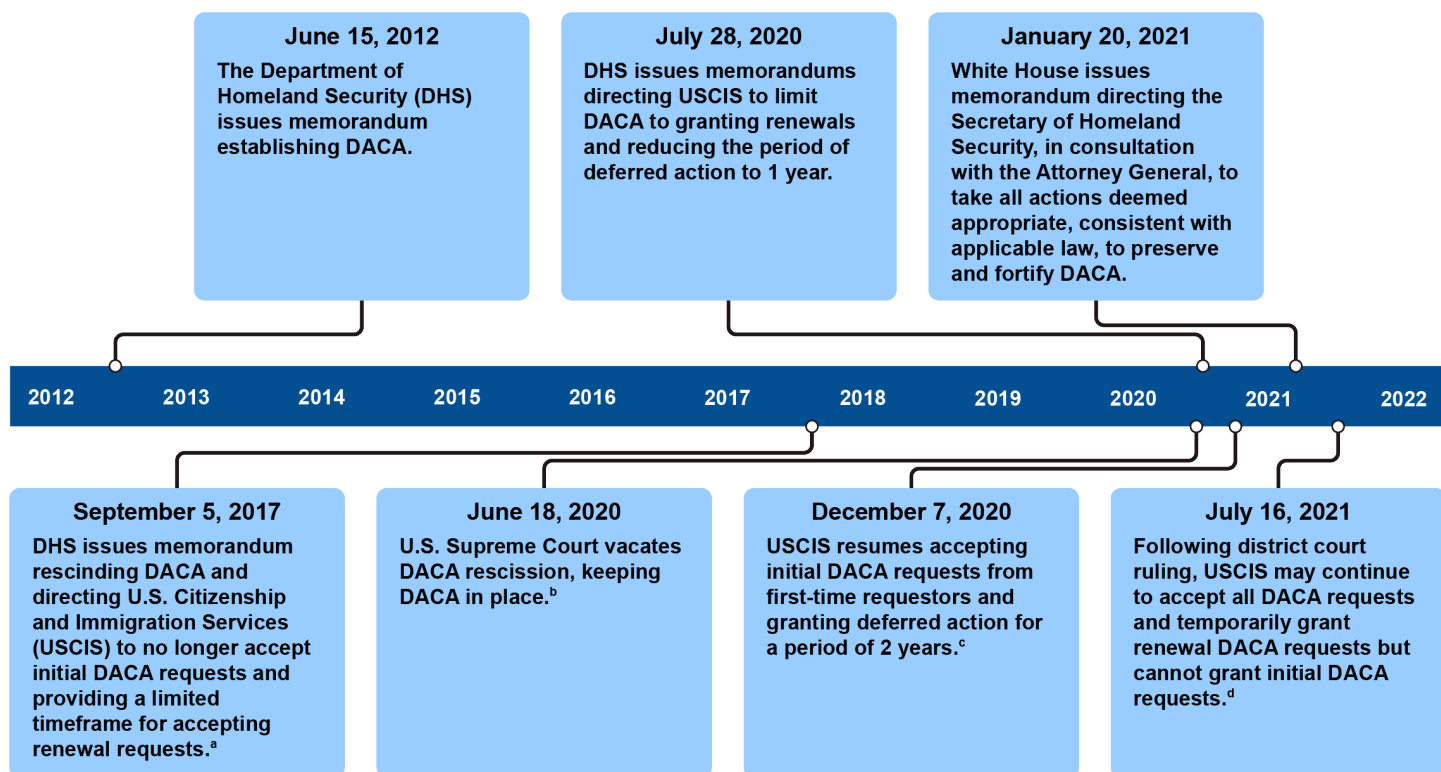 June 15, 2012
The Department of
Homeland Security (DHS)
issues memorandum
establishing DACA.
July 28, 2020
DHS issues memorandums
directing USCIS to limit
DACA to granting renewals
and reducing the period of
deferred action to 1 year.
January 20, 2021
White House issues
memorandum directing the
Secretary of Homeland
Security, in consultation
with the Attorney General, to
take all actions deemed
appropriate, consistent with
applicable law, to preserve
and fortify DACA.
2012 2013 2014 2015 2016 2017 2018 2019 2020 2021 2022
September 5, 2017
DHS issues memorandum
rescinding DACA and
directing U.S. Citizenship
and Immigration Services
(USCIS) to no longer accept
initial DACA requests and
providing a limited
timeframe for accepting
renewal requests.ᵃ
June 18, 2020
U.S. Supreme Court vacates
DACA rescission, keeping
DACA in place.ᵇ
December 7, 2020
USCIS resumes accepting
initial DACA requests from
first-time requestors and
granting deferred action for
a period of 2 years.ᶜ
July 16, 2021
Following district court
ruling, USCIS may continue
to accept all DACA requests
and temporarily grant
renewal DACA requests but
cannot grant initial DACA
requests.ᵈ